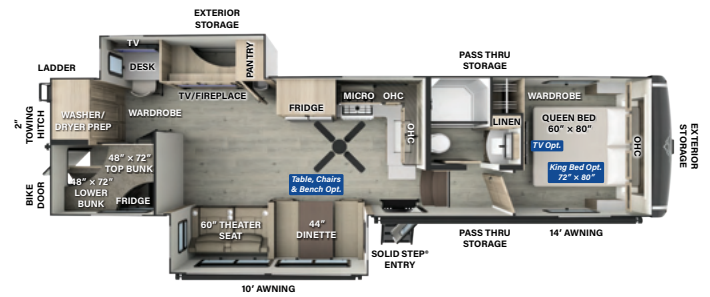 EXTERIOR
STORAGE
TV
DESK
PANTRY
LADDER
PASS THRU
STORAGE
TV/FIREPLACE
MICRO
OHC
FRIDGE
WARDROBE
2"
TOWING
HITCH
WASHER/
DRYER PREP
WARDROBE
LINEN
QUEEN BED
60" × 80"
OHC
TV Opt.
OHC
EXTERIOR
STORAGE
48" × 72"
TOP BUNK
King Bed Opt.
72" × 80"
Table, Chairs
& Bench Opt.
48" × 72"
LOWER
BUNK
FRIDGE
BIKE
DOOR
60" THEATER
SEAT
44"
DINETTE
PASS THRU
STORAGE
14' AWNING
SOLID STEP®
ENTRY
10' AWNING